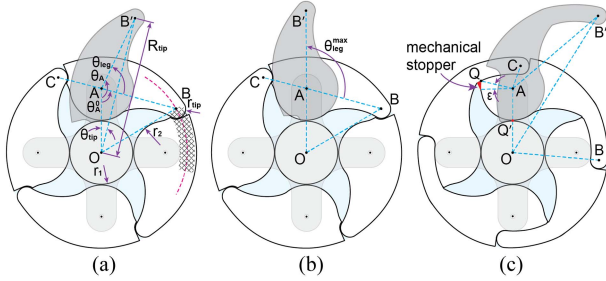 B'
R_tip
θ_leg
θ_A
C
A
θ_A^0
B
r_tip
θ_tip
r_2
O
r_1
(a)
B'
θ_leg^max
C
A
B
O
(b)
B'
mechanical
stopper
C
Q
A
ε
Q'
O
B
(c)